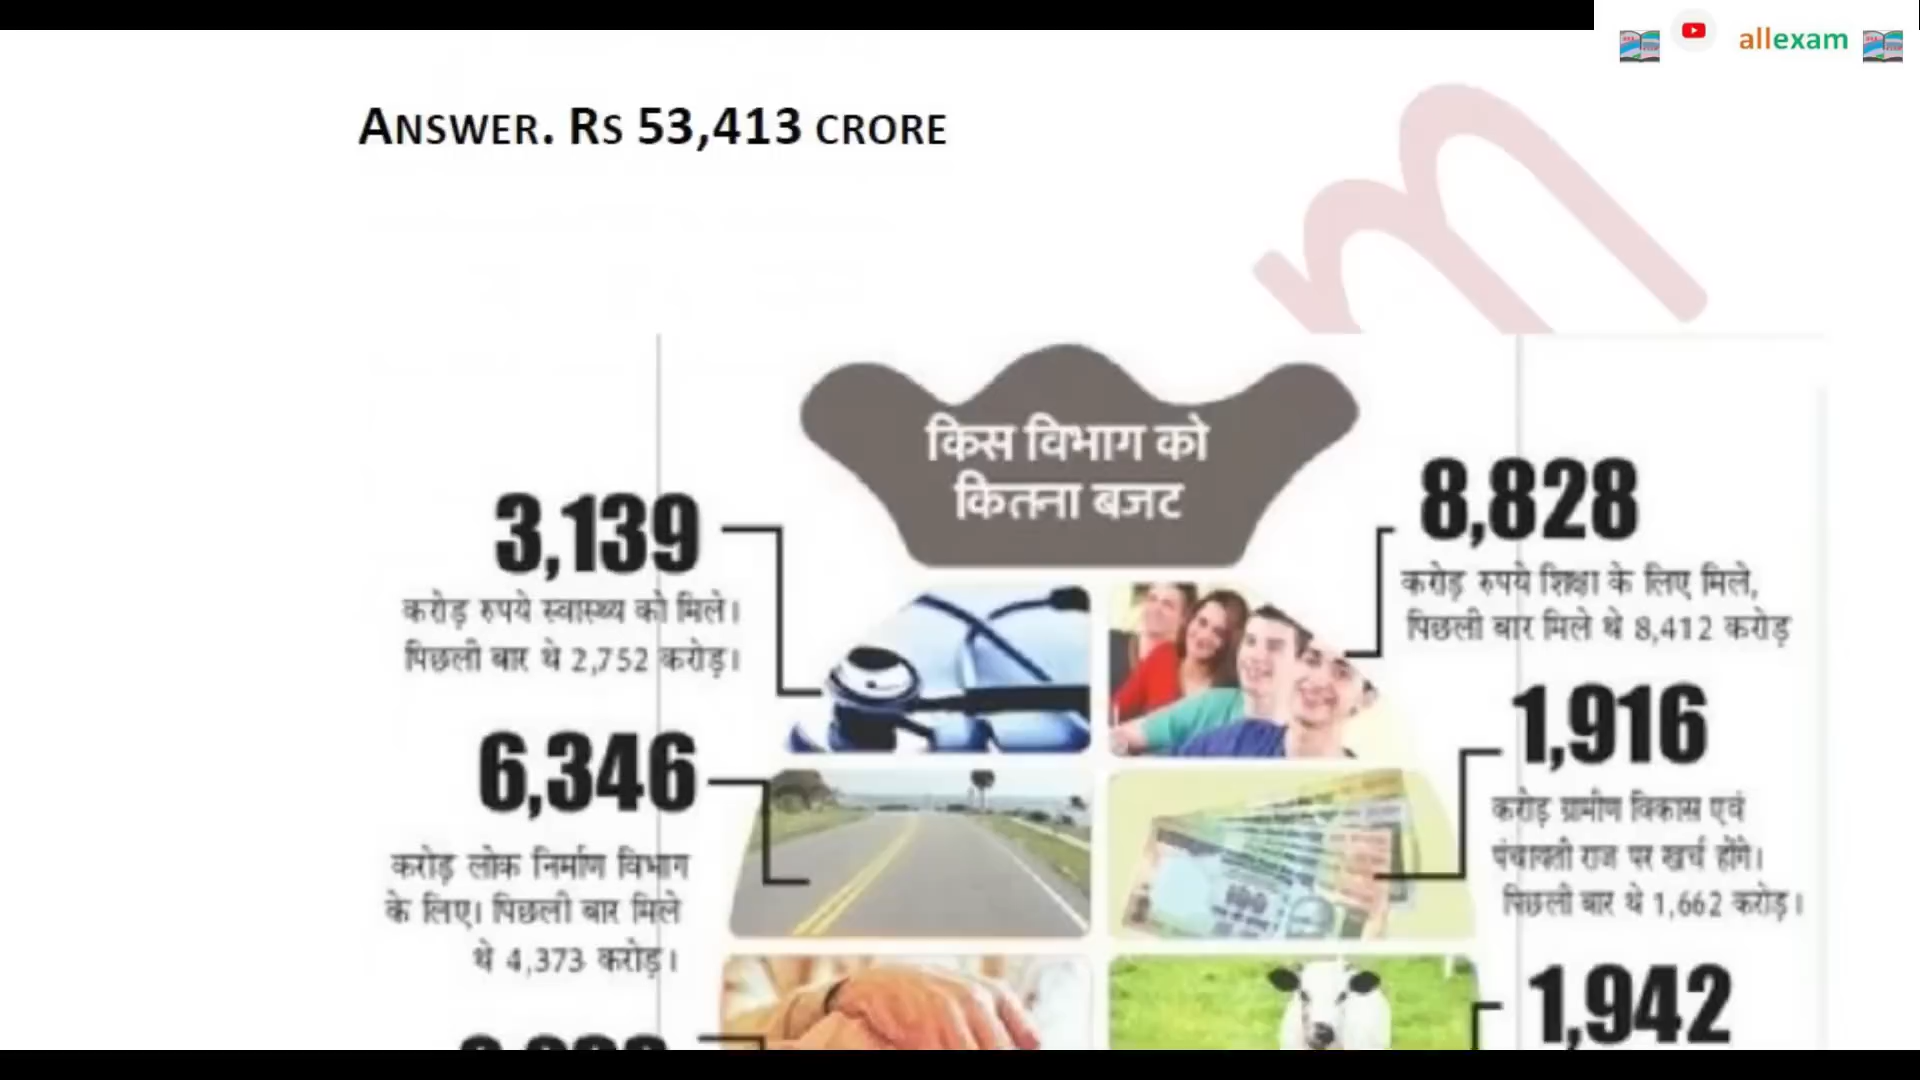 allexam
ANSWER. RS 53,413 CRORE
किस विभाग को
कितना बजट
3,139
करोड़ रुपये स्वास्थ्य को मिले।
पिछली बार थे 2,752 करोड़।
8,828
करोड़ रुपये शिक्षा के लिए मिले,
पिछली बार मिले थे 8,412 करोड़
6,346
करोड़ लोक निर्माण विभाग
के लिए। पिछली बार मिले
थे 4,373 करोड़।
1,916
करोड़ ग्रामीण विकास एवं
पंचायती राज पर खर्च होंगे।
पिछली बार थे 1,662 करोड़।
1,942